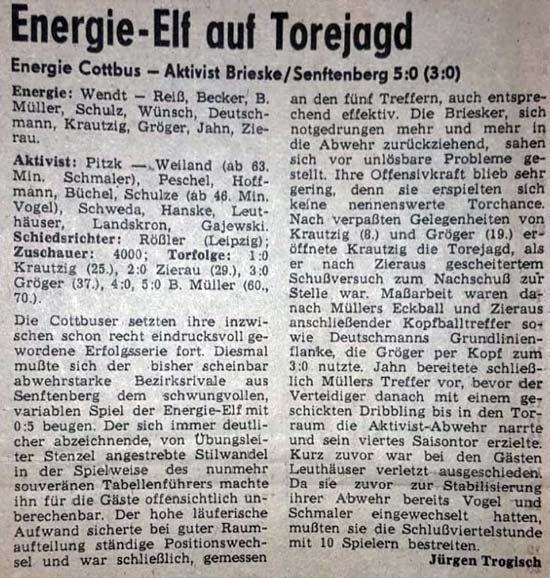 Energie-Elf auf Torejagd
Energie Cottbus — Aktivist Brieske/Senftenberg 5:0 (3:0)
Energie: Wendt — Reiß, Becker, B.
Müller, Schulz, Wünsch, Deutsch-
mann, Krautzig, Gröger, Jahn, Zie-
rau.
Aktivist: Pitzk — Weiland (ab 63.
Min. Schmaler), Peschel, Hoff-
mann, Büchel, Schulze (ab 46. Min.
Vogel), Schweda, Hanske, Leut-
häuser, Landskron, Gajewski.
Schiedsrichter: Rößler (Leipzig);
Zuschauer: 4000; Torfolge: 1:0
Krautzig (25.), 2:0 Zierau (29.), 3:0
Gröger (37.), 4:0, 5:0 B. Müller (60.,
70.).
Die Cottbuser setzten ihre inzwi-
schen schon recht eindrucksvoll ge-
wordene Erfolgsserie fort. Diesmal
mußte sich der bisher scheinbar
abwehrstarke Bezirksrivale aus
Senftenberg dem schwungvollen,
variablen Spiel der Energie-Elf mit
0:5 beugen. Der sich immer deutli-
cher abzeichnende, von Übungslei-
ter Stenzel angestrebte Stilwandel
in der Spielweise des nunmehr
souveränen Tabellenführers machte
ihn für die Gäste offensichtlich un-
berechenbar. Der hohe läuferische
Aufwand sicherte bei guter Raum-
aufteilung ständige Positionswech-
sel und war schließlich, gemessen
an den fünf Treffern, auch entspre-
chend effektiv. Die Briesker, sich
notgedrungen mehr und mehr in
die Abwehr zurückziehend, sahen
sich vor unlösbare Probleme ge-
stellt. Ihre Offensivkraft blieb sehr
gering, denn sie erspielten sich
keine nennenswerte Torchance.
Nach verpaßten Gelegenheiten von
Krautzig (8.) und Gröger (19.) er-
öffnete Krautzig die Torejagd, als
er nach Zieraus gescheitertem
Schußversuch zum Nachschuß zur
Stelle war. Maßarbeit waren da-
nach Müllers Eckball und Zieraus
anschließender Kopfballtreffer so-
wie Deutschmanns Grundlinien-
flanke, die Gröger per Kopf zum
3:0 nutzte. Jahn bereitete schließ-
lich Müllers Treffer vor, bevor der
Verteidiger danach mit einem ge-
schickten Dribbling bis in den Tor-
raum die Aktivist-Abwehr narrte
und sein viertes Saisontor erzielte.
Kurz zuvor war bei den Gästen
Leuthäuser verletzt ausgeschieden.
Da sie zuvor zur Stabilisierung
ihrer Abwehr bereits Vogel und
Schmaler eingewechselt hatten,
mußten sie die Schlußviertelstunde
mit 10 Spielern bestreiten.
Jürgen Trogisch